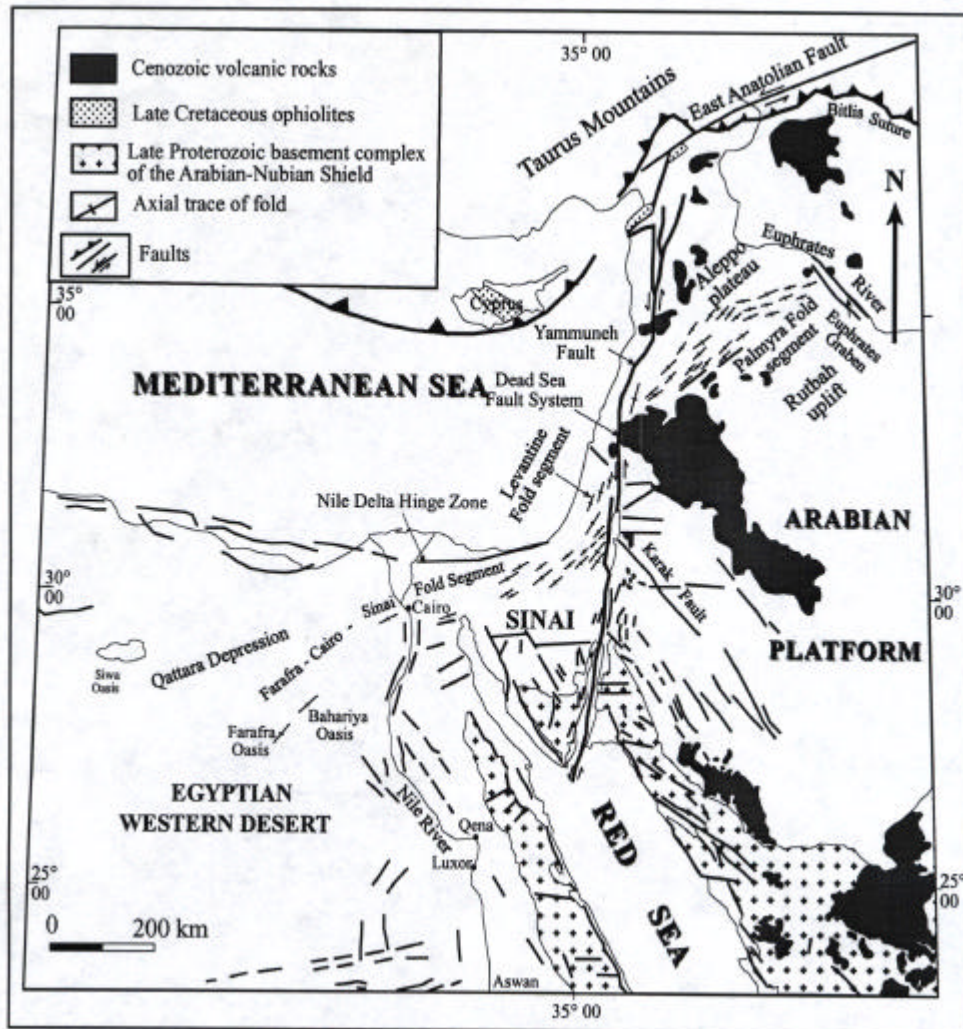 35° 00
Cenozoic volcanic rocks
Late Cretaceous ophiolites
Late Proterozoic basement complex
of the Arabian-Nubian Shield
Axial trace of fold
Faults
Taurus Mountains
East Anatolian Fault
Bitlis Suture
N
Euphrates
River
Aleppo
plateau
Euphrates
Graben
Palmyra Fold
segment
Rutbah
uplift
35°
00
Cyprus
Yammuneh
Fault
MEDITERRANEAN SEA
Dead Sea
Fault System
Levantine
Fold segment
Nile Delta Hinge Zone
ARABIAN
PLATFORM
30°
00
30°
00
Karak
Fault
Sinai
Fold Segment
Cairo
SINAI
Siwa
Oasis
Qattara Depression
Farafra - Cairo -
Farafra
Oasis
Bahariya
Oasis
EGYPTIAN
WESTERN DESERT
Nile River
Qena
Luxor
RED
SEA
25°
00
25°
00
0
200 km
Aswan
35° 00